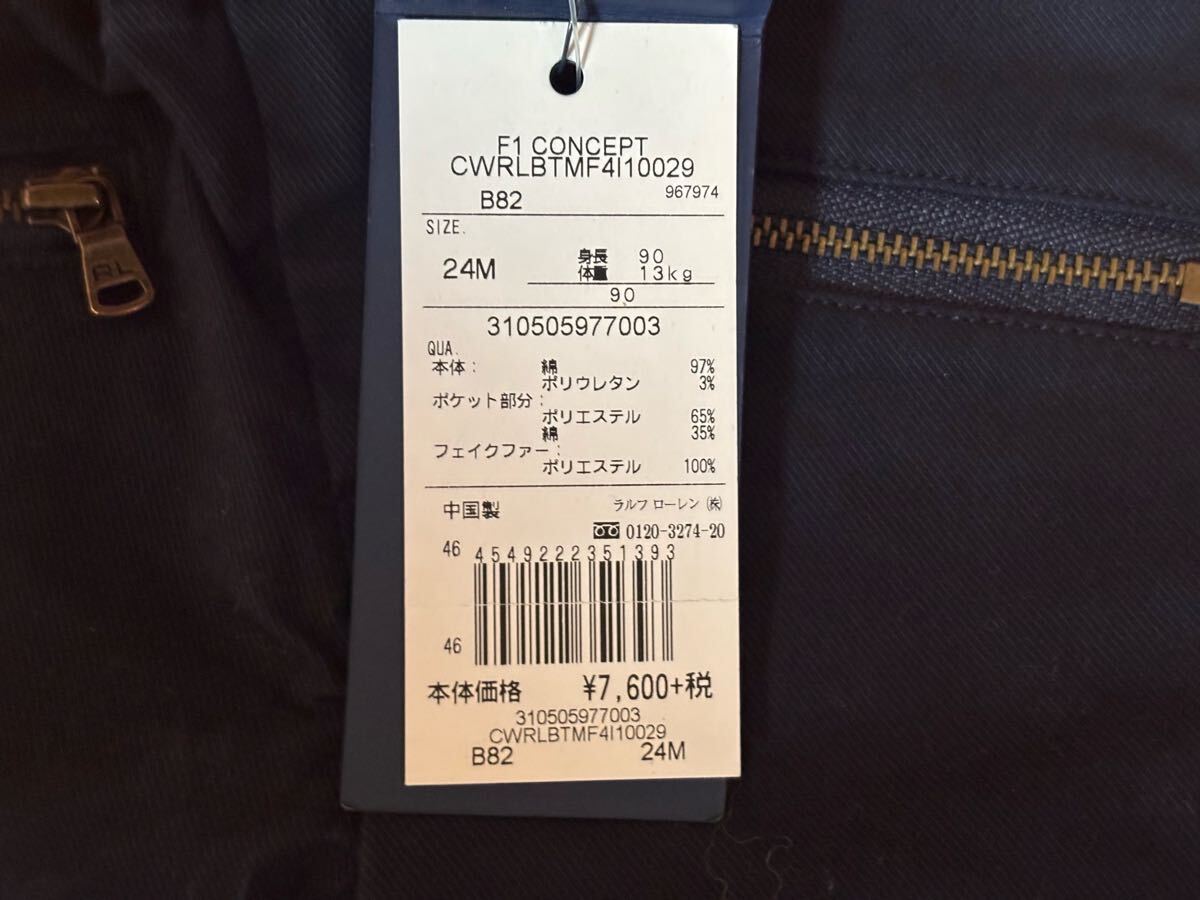 RL
F1 CONCEPT
CWRLBTMF4I10029
B82 967974
SIZE.
24M 身長 90
体重 13kg
90
310505977003
QUA.
本体: 綿 97%
ポリウレタン 3%
ポケット部分:
ポリエステル 65%
綿 35%
フェイクファー:
ポリエステル 100%
中国製 ラルフ ローレン ㈱
0120-3274-20
46 4549222351393
46
本体価格 ¥7,600+税
310505977003
CWRLBTMF4I10029
B82 24M